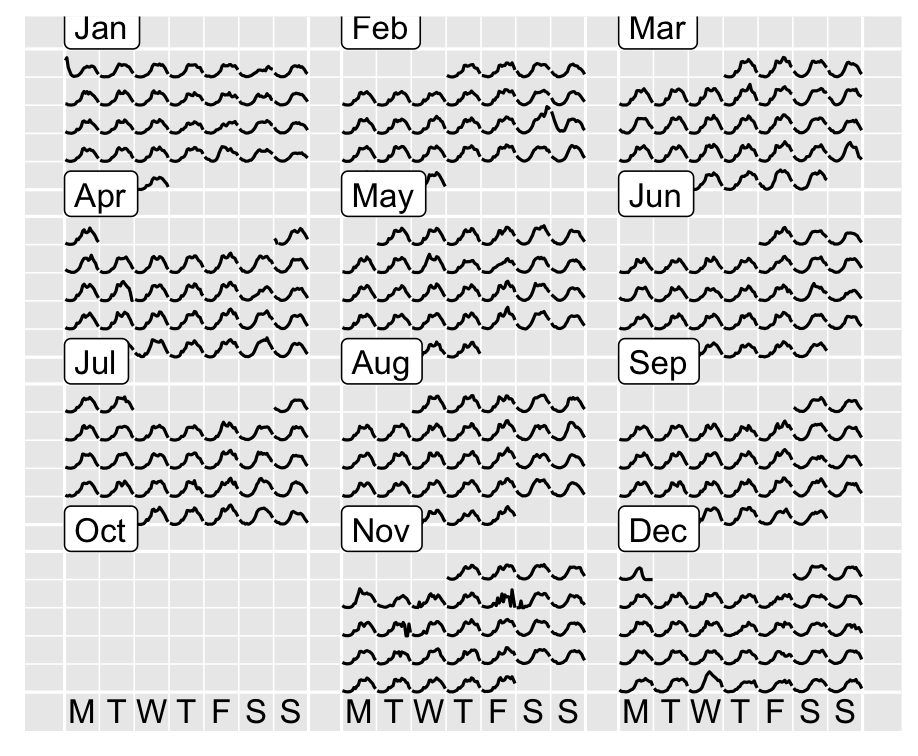 Jan Feb Mar
Apr May Jun
Jul Aug Sep
Oct Nov Dec
M T W T F S S M T W T F S S M T W T F S S